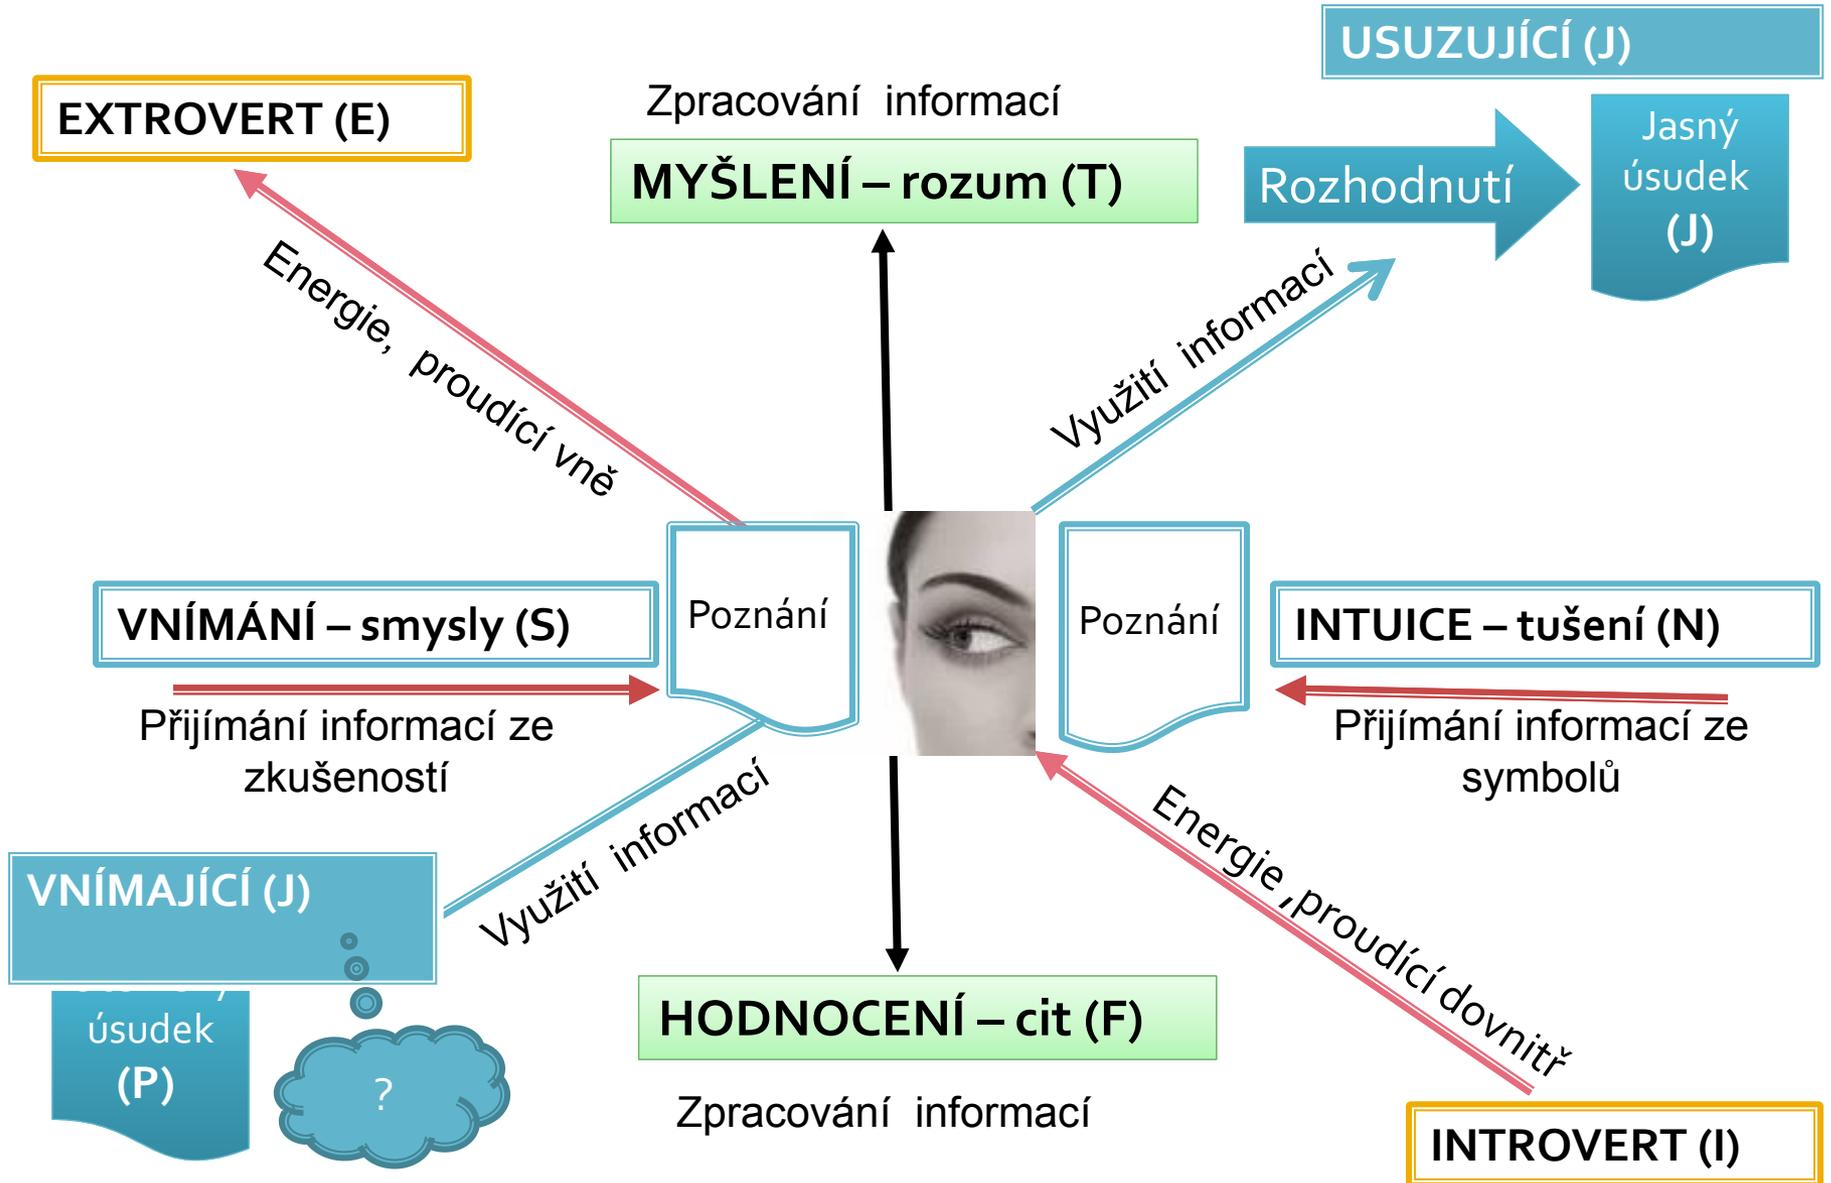 USUZUJÍCÍ (J)
EXTROVERT (E)
Zpracování informací
MYŠLENÍ – rozum (T)
Rozhodnutí
Jasný
úsudek
(J)
Energie, proudící vně
Využití informací
VNÍMÁNÍ – smysly (S)
Poznání
Poznání
INTUICE – tušení (N)
Přijímání informací ze
zkušeností
Přijímání informací ze
symbolů
Využití informací
Energie ,proudící dovnitř
VNÍMAJÍCÍ (J)
úsudek
(P)
?
HODNOCENÍ – cit (F)
Zpracování informací
INTROVERT (I)